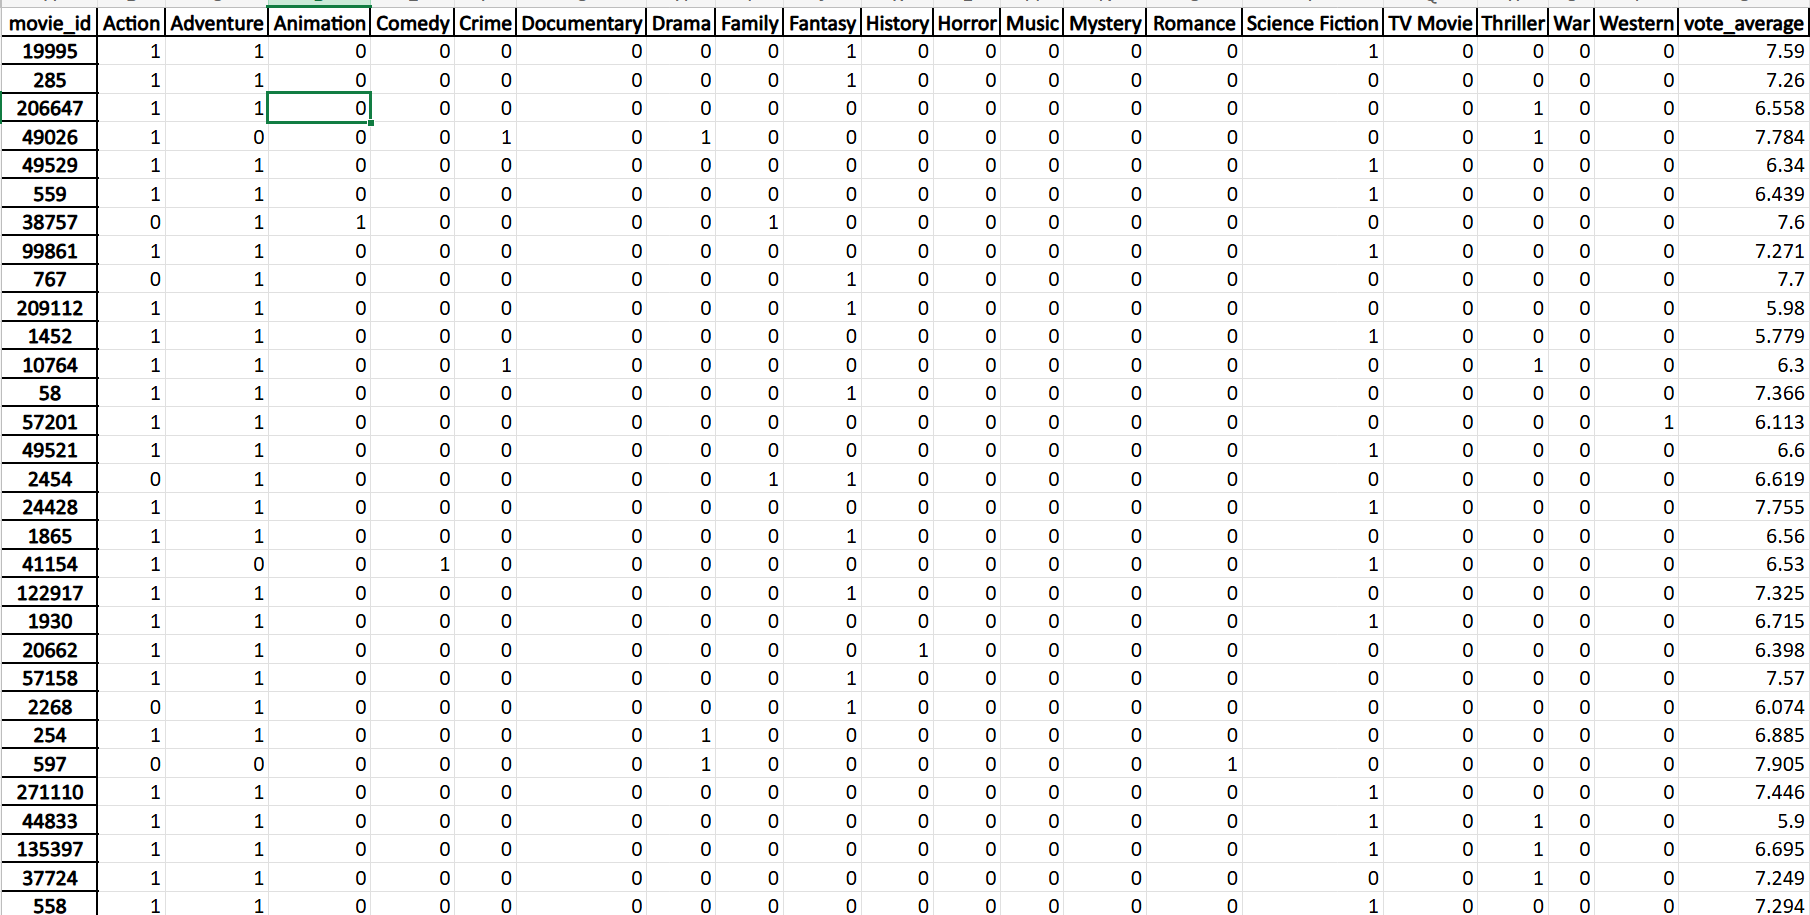 movie_id Action Adventure Animation Comedy Crime Documentary Drama Family Fantasy History Horror Music Mystery Romance Science Fiction TV Movie Thriller War Western vote_average
19995 1 1 0 0 0 0 0 0 1 0 0 0 0 0 1 0 0 0 0 7.59
285 1 1 0 0 0 0 0 0 1 0 0 0 0 0 0 0 0 0 0 7.26
206647 1 1 0 0 0 0 0 0 0 0 0 0 0 0 0 0 1 0 0 6.558
49026 1 0 0 0 1 0 1 0 0 0 0 0 0 0 0 0 1 0 0 7.784
49529 1 1 0 0 0 0 0 0 0 0 0 0 0 0 1 0 0 0 0 6.34
559 1 1 0 0 0 0 0 0 0 0 0 0 0 0 1 0 0 0 0 6.439
38757 0 1 1 0 0 0 0 1 0 0 0 0 0 0 0 0 0 0 0 7.6
99861 1 1 0 0 0 0 0 0 0 0 0 0 0 0 1 0 0 0 0 7.271
767 0 1 0 0 0 0 0 0 1 0 0 0 0 0 0 0 0 0 0 7.7
209112 1 1 0 0 0 0 0 0 1 0 0 0 0 0 0 0 0 0 0 5.98
1452 1 1 0 0 0 0 0 0 0 0 0 0 0 0 1 0 0 0 0 5.779
10764 1 1 0 0 1 0 0 0 0 0 0 0 0 0 0 0 1 0 0 6.3
58 1 1 0 0 0 0 0 0 1 0 0 0 0 0 0 0 0 0 0 7.366
57201 1 1 0 0 0 0 0 0 0 0 0 0 0 0 0 0 0 0 1 6.113
49521 1 1 0 0 0 0 0 0 0 0 0 0 0 0 1 0 0 0 0 6.6
2454 0 1 0 0 0 0 0 1 1 0 0 0 0 0 0 0 0 0 0 6.619
24428 1 1 0 0 0 0 0 0 0 0 0 0 0 0 1 0 0 0 0 7.755
1865 1 1 0 0 0 0 0 0 1 0 0 0 0 0 0 0 0 0 0 6.56
41154 1 0 0 1 0 0 0 0 0 0 0 0 0 0 1 0 0 0 0 6.53
122917 1 1 0 0 0 0 0 0 1 0 0 0 0 0 0 0 0 0 0 7.325
1930 1 1 0 0 0 0 0 0 0 0 0 0 0 0 1 0 0 0 0 6.715
20662 1 1 0 0 0 0 0 0 0 1 0 0 0 0 0 0 0 0 0 6.398
57158 1 1 0 0 0 0 0 0 1 0 0 0 0 0 0 0 0 0 0 7.57
2268 0 1 0 0 0 0 0 0 1 0 0 0 0 0 0 0 0 0 0 6.074
254 1 1 0 0 0 0 1 0 0 0 0 0 0 0 0 0 0 0 0 6.885
597 0 0 0 0 0 0 1 0 0 0 0 0 0 1 0 0 0 0 0 7.905
271110 1 1 0 0 0 0 0 0 0 0 0 0 0 0 1 0 0 0 0 7.446
44833 1 1 0 0 0 0 0 0 0 0 0 0 0 0 1 0 1 0 0 5.9
135397 1 1 0 0 0 0 0 0 0 0 0 0 0 0 1 0 1 0 0 6.695
37724 1 1 0 0 0 0 0 0 0 0 0 0 0 0 0 0 1 0 0 7.249
558 1 1 0 0 0 0 0 0 0 0 0 0 0 0 1 0 0 0 0 7.294